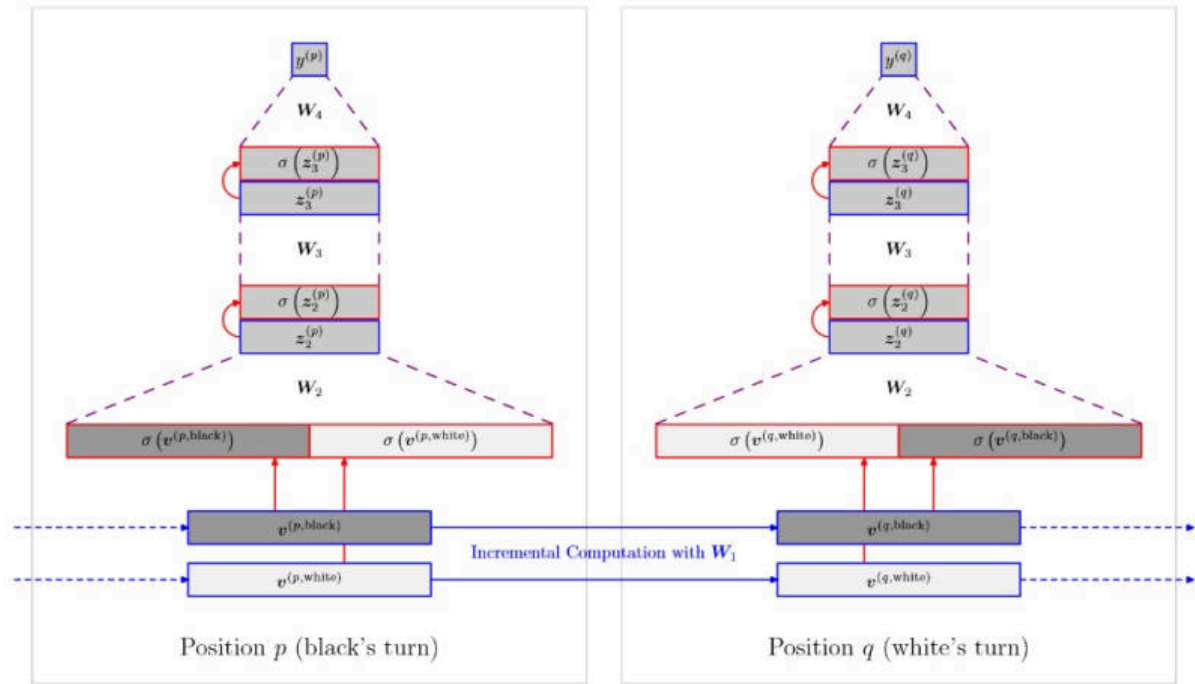 y^{(p)}
W_4
σ(z_3^{(p)})
z_3^{(p)}
W_3
σ(z_2^{(p)})
z_2^{(p)}
W_2
σ(v^{(p,black)}) σ(v^{(p,white)})
v^{(p,black)}
v^{(p,white)}
Position p (black's turn)
Incremental Computation with W_1
y^{(q)}
W_4
σ(z_3^{(q)})
z_3^{(q)}
W_3
σ(z_2^{(q)})
z_2^{(q)}
W_2
σ(v^{(q,white)}) σ(v^{(q,black)})
v^{(q,black)}
v^{(q,white)}
Position q (white's turn)